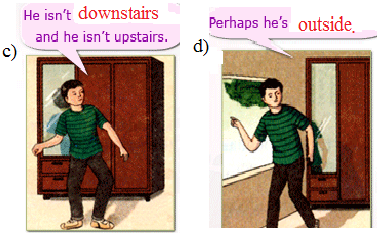 He isn't downstairs
and he isn't upstairs.
c)
Perhaps he's outside.
d)